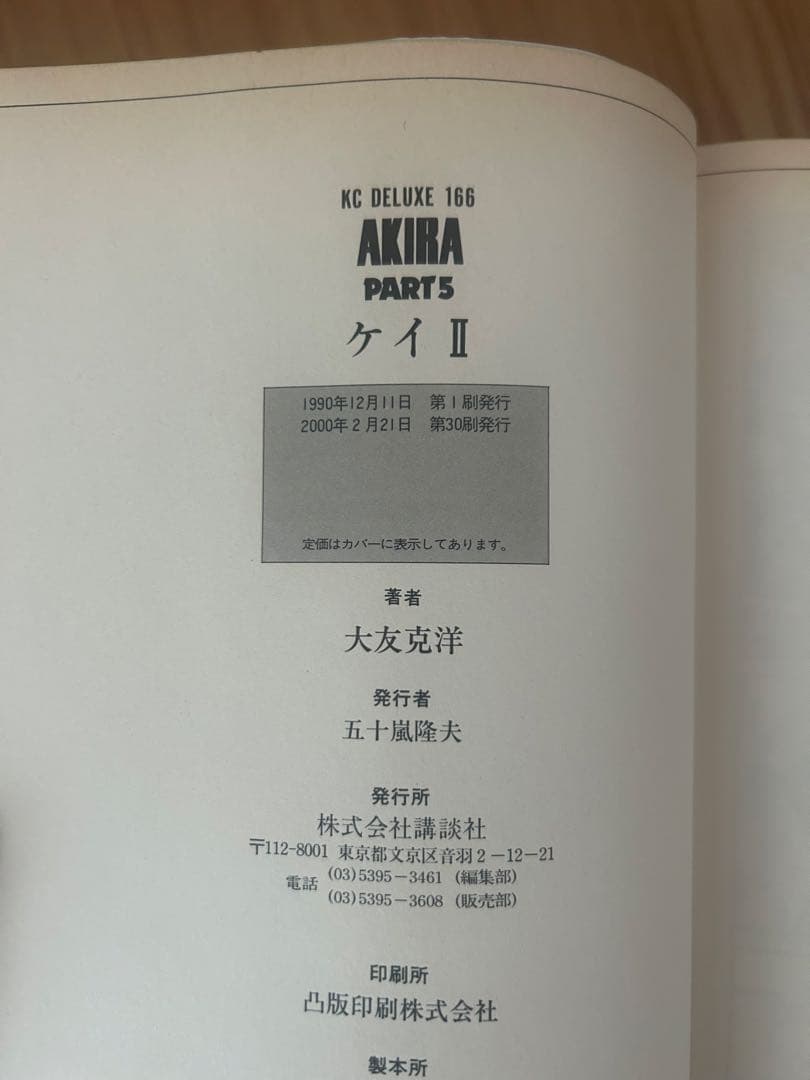 KC DELUXE 166
AKIRA
PART5
ケイⅡ
1990年12月11日 第1刷発行
2000年2月21日 第30刷発行
定価はカバーに表示してあります。
著者
大友克洋
発行者
五十嵐隆夫
発行所
株式会社講談社
〒112-8001 東京都文京区音羽2-12-21
電話 (03)5395-3461 (編集部)
(03)5395-3608 (販売部)
印刷所
凸版印刷株式会社
製本所